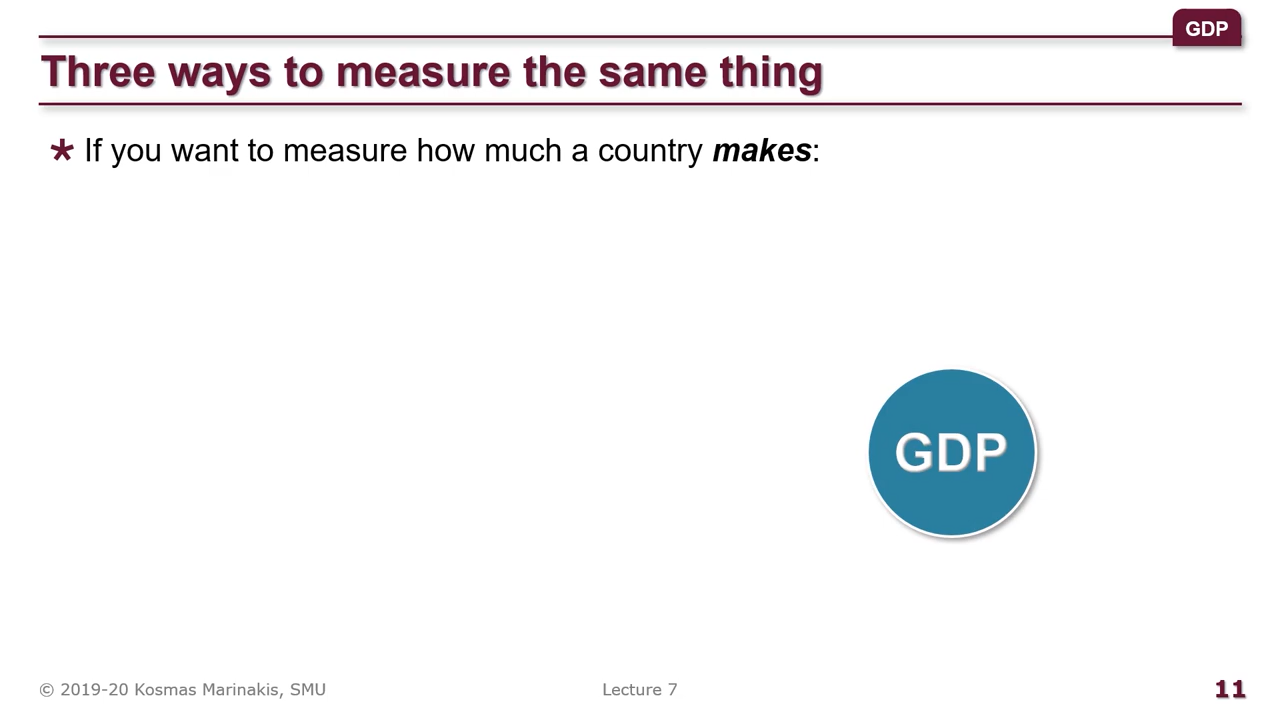 GDP
Three ways to measure the same thing
* If you want to measure how much a country makes:
GDP
© 2019-20 Kosmas Marinakis, SMU
Lecture 7
11